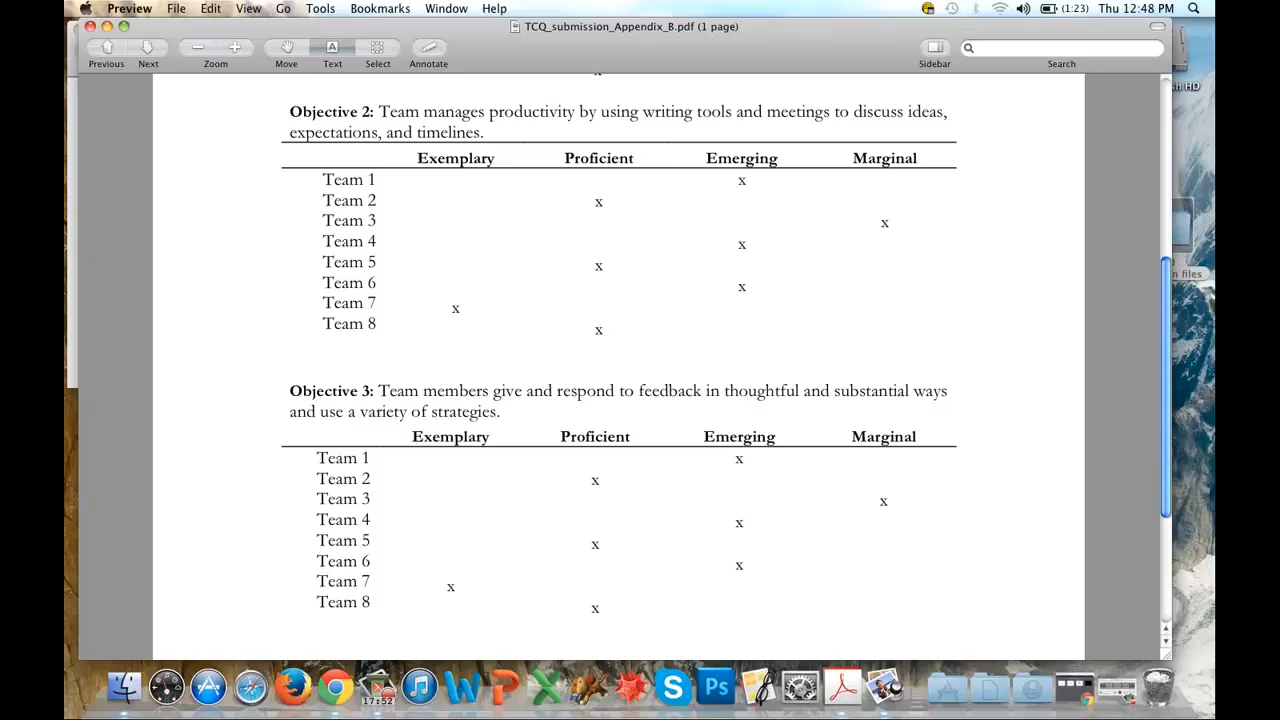 Preview File Edit View Go Tools Bookmarks Window Help (1:23) Thu 12:48 PM
TCQ_submission_Appendix_B.pdf (1 page)
Previous Next Zoom Move Text Select Annotate Sidebar Search
Objective 2: Team manages productivity by using writing tools and meetings to discuss ideas,
expectations, and timelines.
Exemplary Proficient Emerging Marginal
Team 1 x
Team 2 x
Team 3 x
Team 4 x
Team 5 x
Team 6 x
Team 7 x
Team 8 x
Objective 3: Team members give and respond to feedback in thoughtful and substantial ways
and use a variety of strategies.
Exemplary Proficient Emerging Marginal
Team 1 x
Team 2 x
Team 3 x
Team 4 x
Team 5 x
Team 6 x
Team 7 x
Team 8 x
HD
files
17:52
W P X S Ps